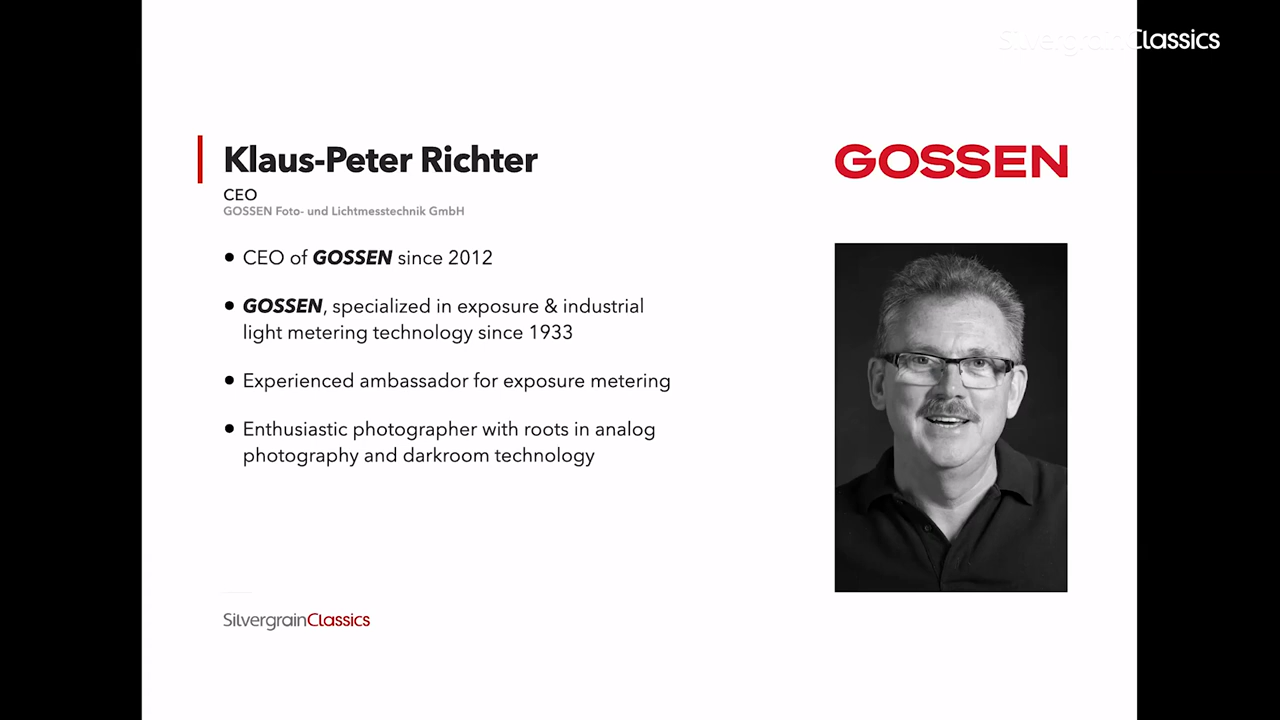 SilvergrainClassics
Klaus-Peter Richter
GOSSEN
CEO
GOSSEN Foto- und Lichtmesstechnik GmbH
• CEO of GOSSEN since 2012
• GOSSEN, specialized in exposure & industrial
light metering technology since 1933
• Experienced ambassador for exposure metering
• Enthusiastic photographer with roots in analog
photography and darkroom technology
SilvergrainClassics